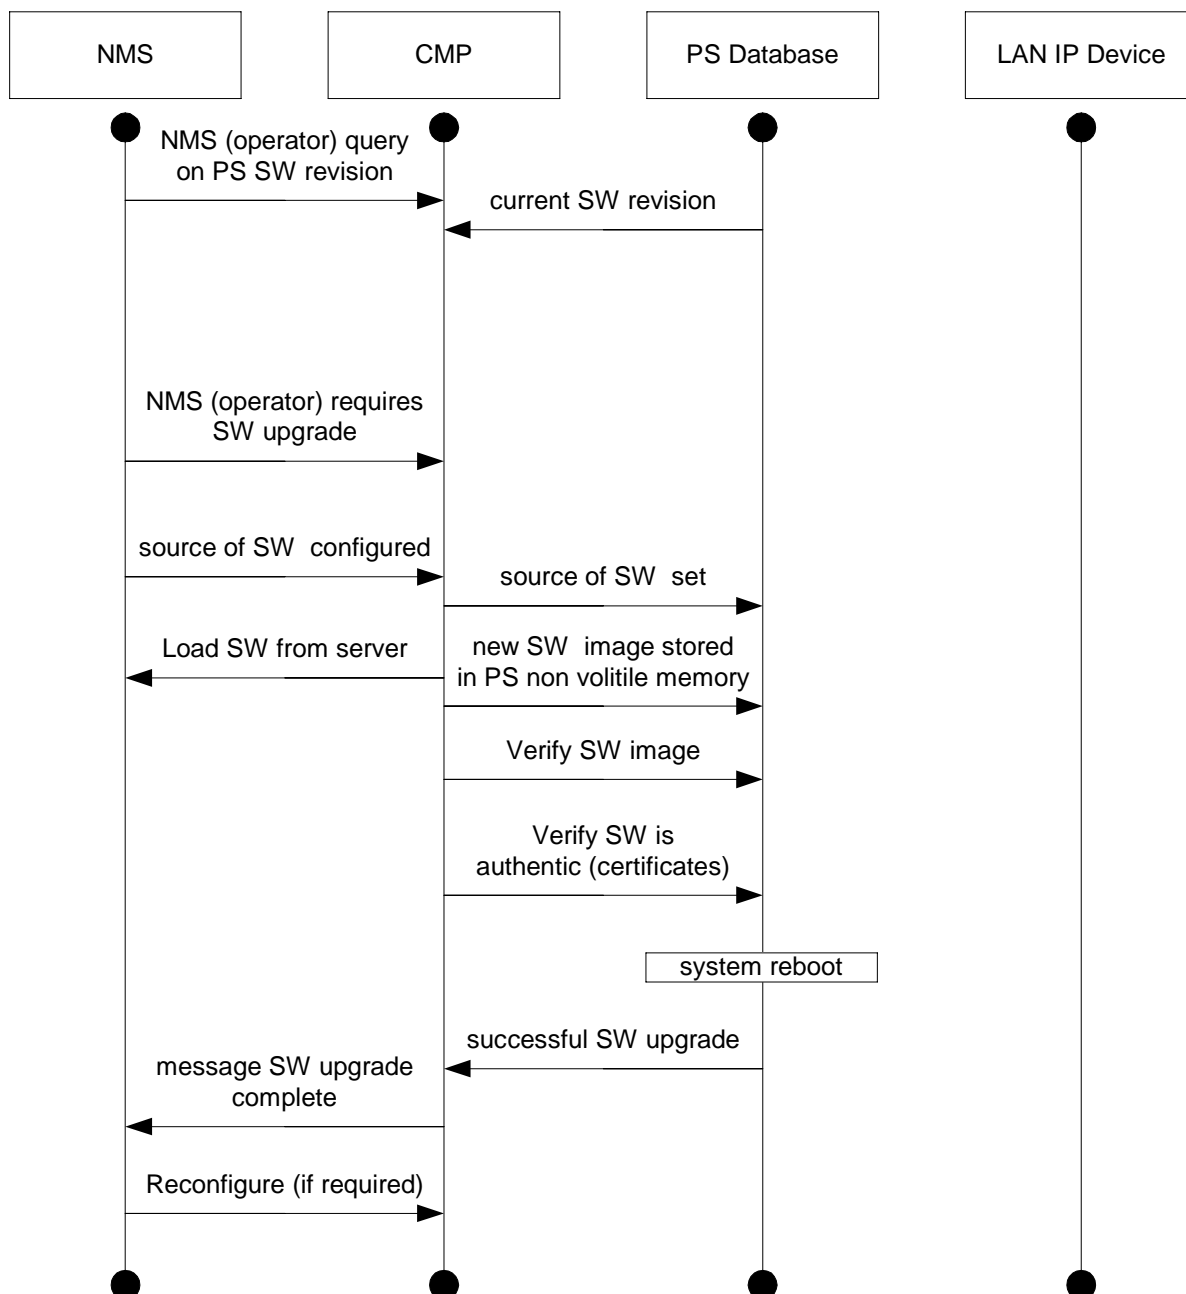 NMS
CMP
PS Database
LAN IP Device
NMS (operator) query
on PS SW revision
current SW revision
NMS (operator) requires
SW upgrade
source of SW configured
source of SW set
Load SW from server
new SW image stored
in PS non volitile memory
Verify SW image
Verify SW is
authentic (certificates)
system reboot
successful SW upgrade
message SW upgrade
complete
Reconfigure (if required)